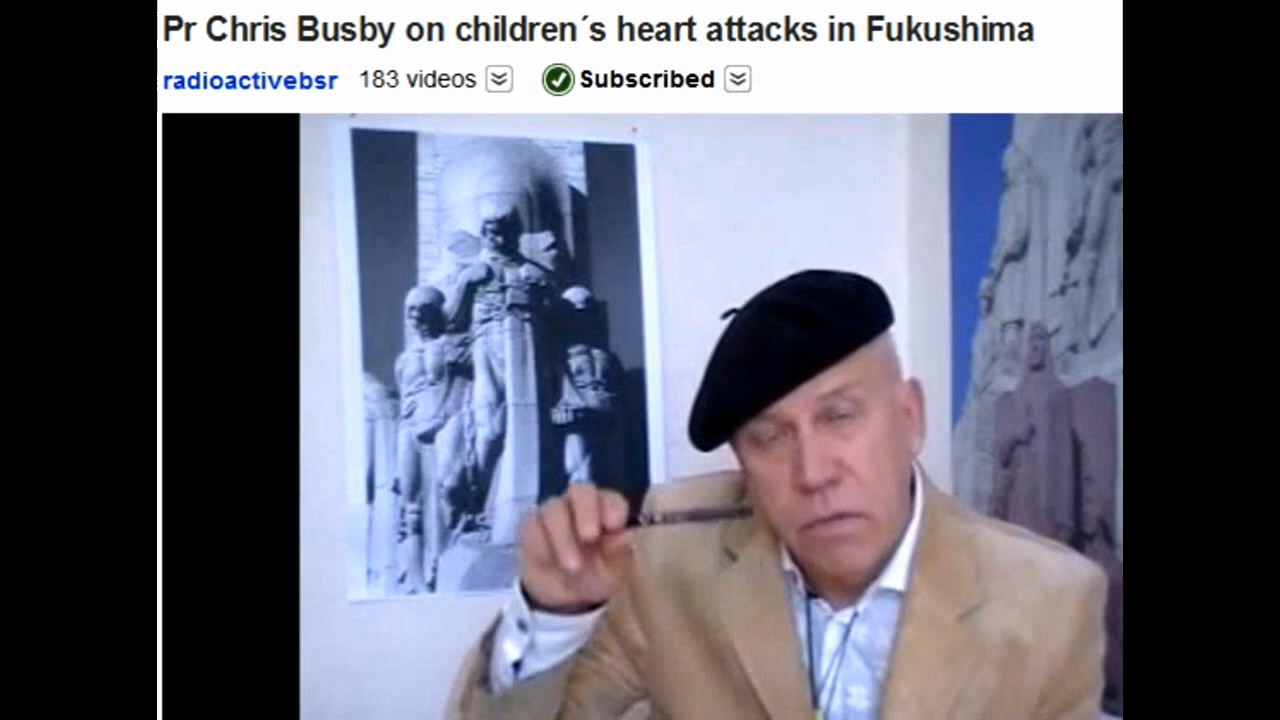 Pr Chris Busby on children´s heart attacks in Fukushima
radioactivebsr 183 videos Subscribed